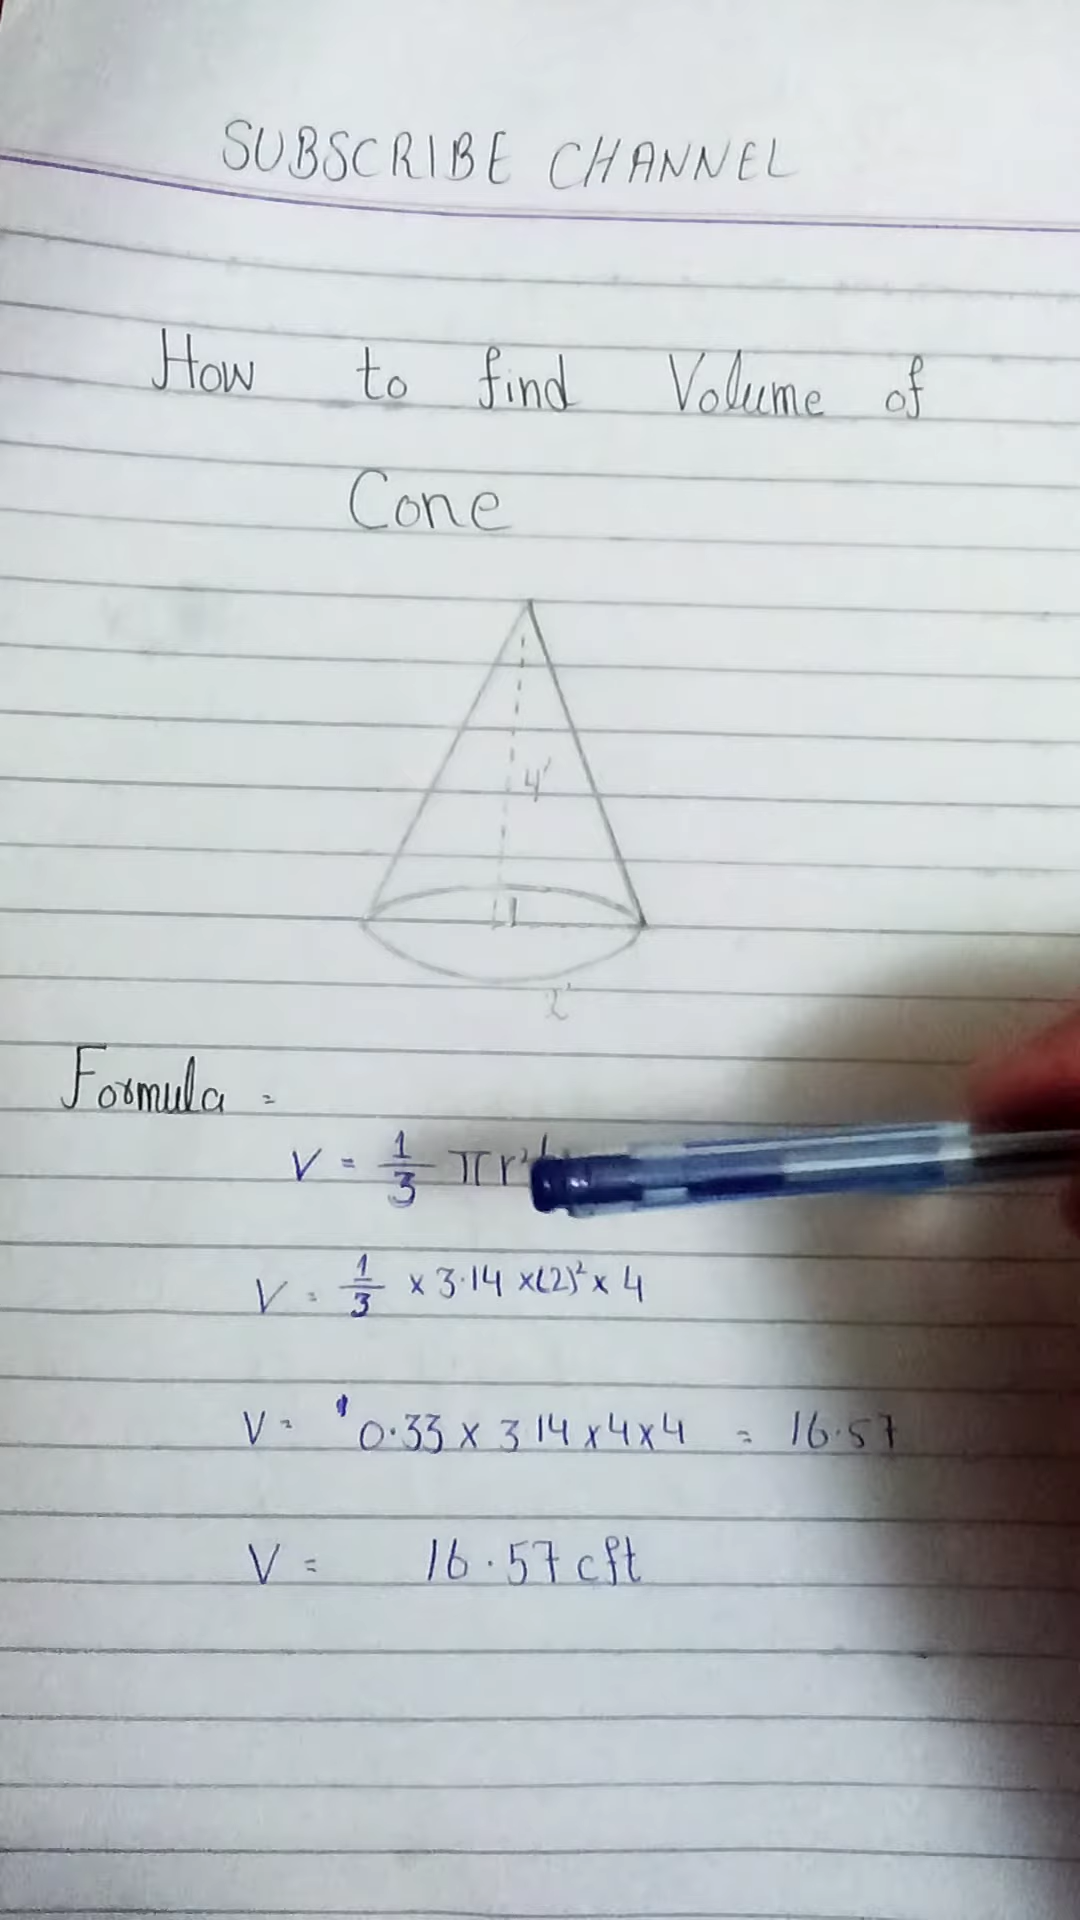 SUBSCRIBE CHANNEL
How to find Volume of
Cone
4'
2'
Formula =
V = 1/3 πr²
V = 1/3 × 3.14 ×(2)² × 4
V = 0.33 × 3.14 × 4 × 4 = 16.57
V = 16.57 cft